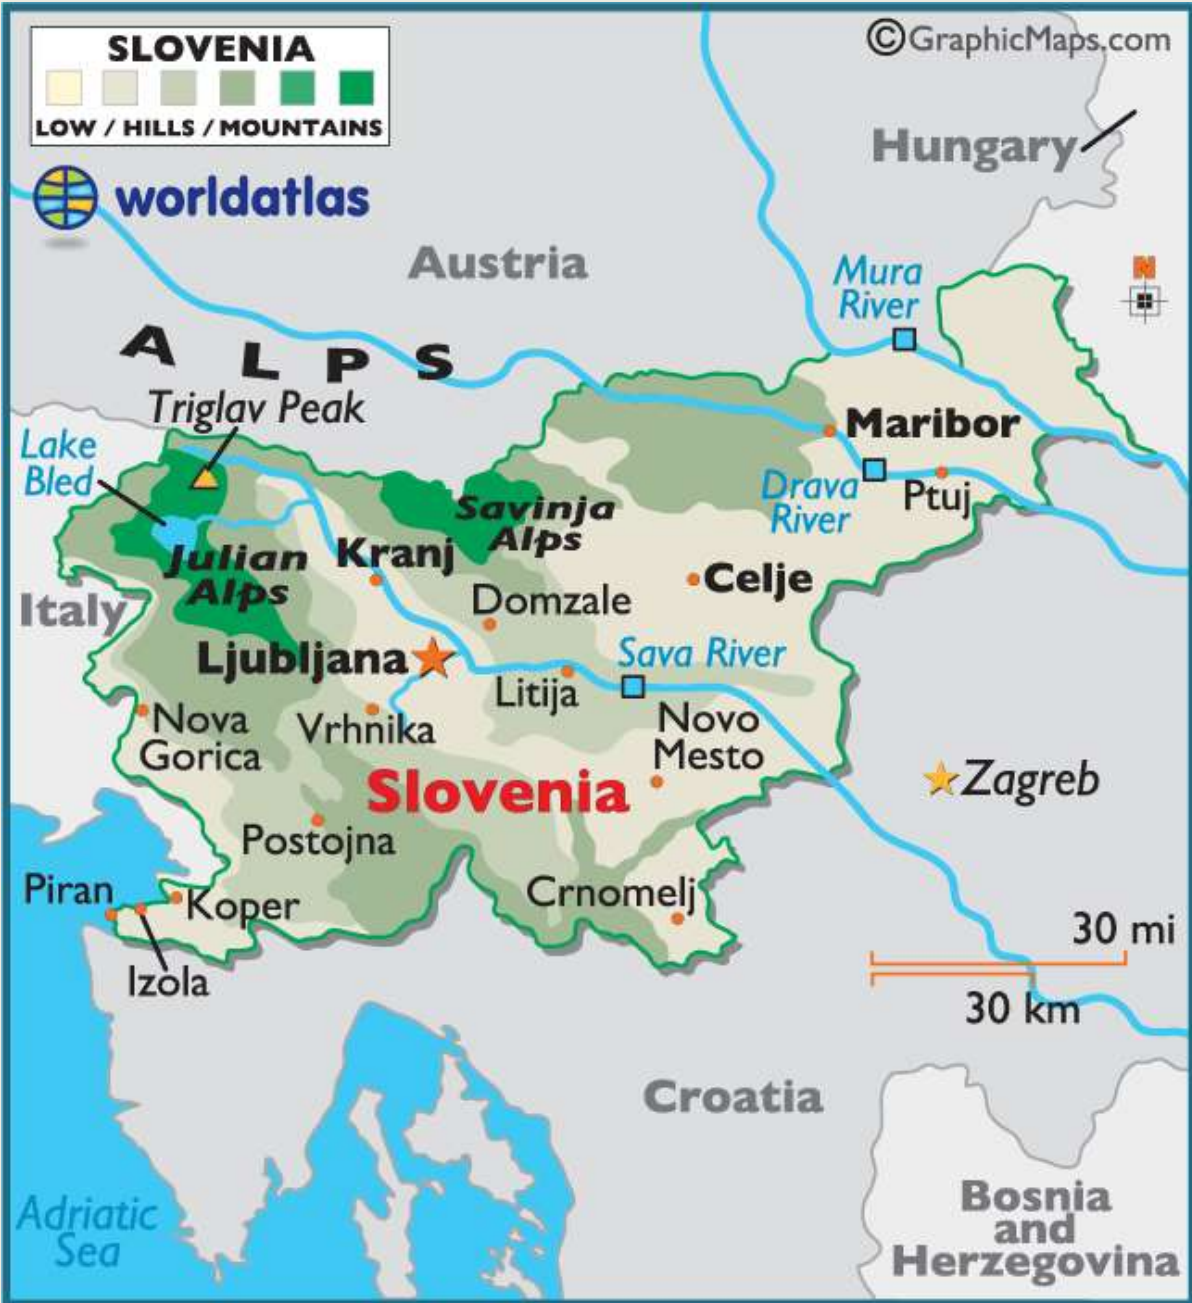 SLOVENIA
LOW / HILLS / MOUNTAINS
worldatlas
©GraphicMaps.com
Hungary
Austria
Mura
River
N
ALPS
Triglav Peak
Lake
Bled
Maribor
Savinja
Alps
Drava
River
Ptuj
Julian
Alps
Kranj
Celje
Italy
Domzale
Ljubljana
Sava River
Litija
Nova
Gorica
Vrhnika
Novo
Mesto
Slovenia
Zagreb
Postojna
Piran
Koper
Crnomelj
Izola
30 mi
30 km
Croatia
Adriatic
Sea
Bosnia
and
Herzegovina